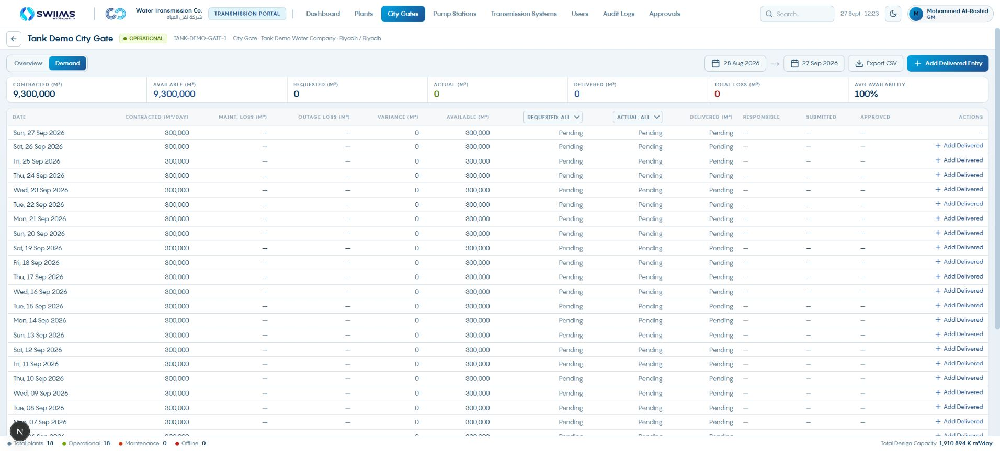 SWIIMS
WIDispatch
Water Transmission Co.
شركة نقل المياه
TRANSMISSION PORTAL
Dashboard Plants City Gates Pump Stations Transmission Systems Users Audit Logs Approvals
Search...
27 Sept · 12:23
M
Mohammed Al-Rashid
GM
Tank Demo City Gate
OPERATIONAL
TANK-DEMO-GATE-1 City Gate · Tank Demo Water Company · Riyadh / Riyadh
Overview Demand
28 Aug 2026 → 27 Sep 2026 Export CSV + Add Delivered Entry
CONTRACTED (M³) AVAILABLE (M³) REQUESTED (M³) ACTUAL (M³) DELIVERED (M³) TOTAL LOSS (M³) AVG AVAILABILITY
9,300,000 9,300,000 0 0 0 0 100%
DATE CONTRACTED (M³/DAY) MAINT. LOSS (M³) OUTAGE LOSS (M³) VARIANCE (M³) AVAILABLE (M³) REQUESTED: ALL ACTUAL: ALL DELIVERED (M³) RESPONSIBLE SUBMITTED APPROVED ACTIONS
Sun, 27 Sep 2026 300,000 — — 0 300,000 Pending Pending Pending — — — -
Sat, 26 Sep 2026 300,000 — — 0 300,000 Pending Pending Pending — — — + Add Delivered
Fri, 25 Sep 2026 300,000 — — 0 300,000 Pending Pending Pending — — — + Add Delivered
Thu, 24 Sep 2026 300,000 — — 0 300,000 Pending Pending Pending — — — + Add Delivered
Wed, 23 Sep 2026 300,000 — — 0 300,000 Pending Pending Pending — — — + Add Delivered
Tue, 22 Sep 2026 300,000 — — 0 300,000 Pending Pending Pending — — — + Add Delivered
Mon, 21 Sep 2026 300,000 — — 0 300,000 Pending Pending Pending — — — + Add Delivered
Sun, 20 Sep 2026 300,000 — — 0 300,000 Pending Pending Pending — — — + Add Delivered
Sat, 19 Sep 2026 300,000 — — 0 300,000 Pending Pending Pending — — — + Add Delivered
Fri, 18 Sep 2026 300,000 — — 0 300,000 Pending Pending Pending — — — + Add Delivered
Thu, 17 Sep 2026 300,000 — — 0 300,000 Pending Pending Pending — — — + Add Delivered
Wed, 16 Sep 2026 300,000 — — 0 300,000 Pending Pending Pending — — — + Add Delivered
Tue, 15 Sep 2026 300,000 — — 0 300,000 Pending Pending Pending — — — + Add Delivered
Mon, 14 Sep 2026 300,000 — — 0 300,000 Pending Pending Pending — — — + Add Delivered
Sun, 13 Sep 2026 300,000 — — 0 300,000 Pending Pending Pending — — — + Add Delivered
Sat, 12 Sep 2026 300,000 — — 0 300,000 Pending Pending Pending — — — + Add Delivered
Fri, 11 Sep 2026 300,000 — — 0 300,000 Pending Pending Pending — — — + Add Delivered
Thu, 10 Sep 2026 300,000 — — 0 300,000 Pending Pending Pending — — — + Add Delivered
Wed, 09 Sep 2026 300,000 — — 0 300,000 Pending Pending Pending — — — + Add Delivered
Tue, 08 Sep 2026 300,000 — — 0 300,000 Pending Pending Pending — — — + Add Delivered
Mon, 07 Sep 2026 300,000 — — 0 300,000 Pending Pending Pending — — — + Add Delivered
N
Total plants: 18 Operational: 18 Maintenance: 0 Offline: 0 Total Design Capacity: 1,910.894 K m³/day